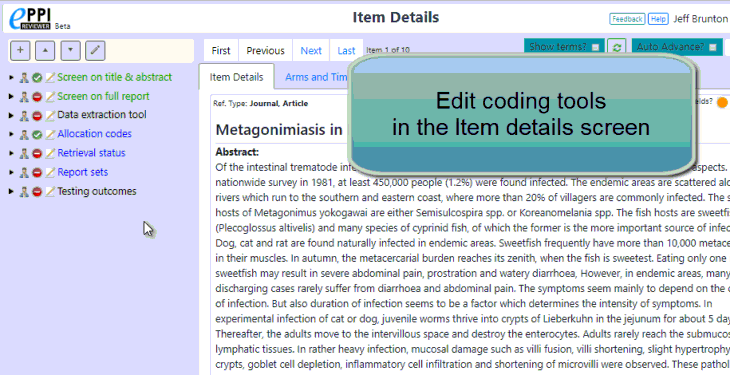 ePPI
REVIEWER Beta
Item Details
Feedback Help Jeff Brunton
First Previous Next Last Item 1 of 10 Show terms? Auto Advance?
Screen on title & abstract
Screen on full report
Data extraction tool
Allocation codes
Retrieval status
Report sets
Testing outcomes
Item Details Arms and Tim
Ref. Type: Journal, Article
Edit coding tools
in the Item details screen
Metagonimiasis in
Abstract:
Of the intestinal trematode aspects.
nationwide survey in 1981, at least 450,000 people (1.2%) were found infected. The endemic areas are scattered
rivers which run to the southern and eastern coast, where more than 20% of villagers are commonly infected. The
hosts of Metagonimus yokogawai are either Semisulcospira spp. or Koreanomelania spp. The fish hosts are
(Plecoglossus altivelis) and many species of cyprinid fish, of which the former is the more important source of
Dog, cat and rat are found naturally infected in endemic areas. Sweetfish frequently have more than 10,000
in their muscles. In autumn, the metacercarial burden reaches its zenith, when the fish is sweetest. Eating only one
sweetfish may result in severe abdominal pain, prostration and watery diarrhoea, However, in endemic areas, many
discharging cases rarely suffer from diarrhoea and abdominal pain. The symptoms seem mainly to depend on the
of infection. But also duration of infection seems to be a factor which determines the intensity of symptoms. In
experimental infection of cat or dog, juvenile worms thrive into crypts of Lieberkuhn in the jejunum for about 5
Thereafter, the adults move to the intervillous space and destroy the enterocytes. Adults rarely reach the
lymphatic tissues. In rather heavy infection, mucosal damage such as villi fusion, villi shortening, slight
crypts, goblet cell depletion, inflammatory cell infiltration and shortening of microvilli were observed. These